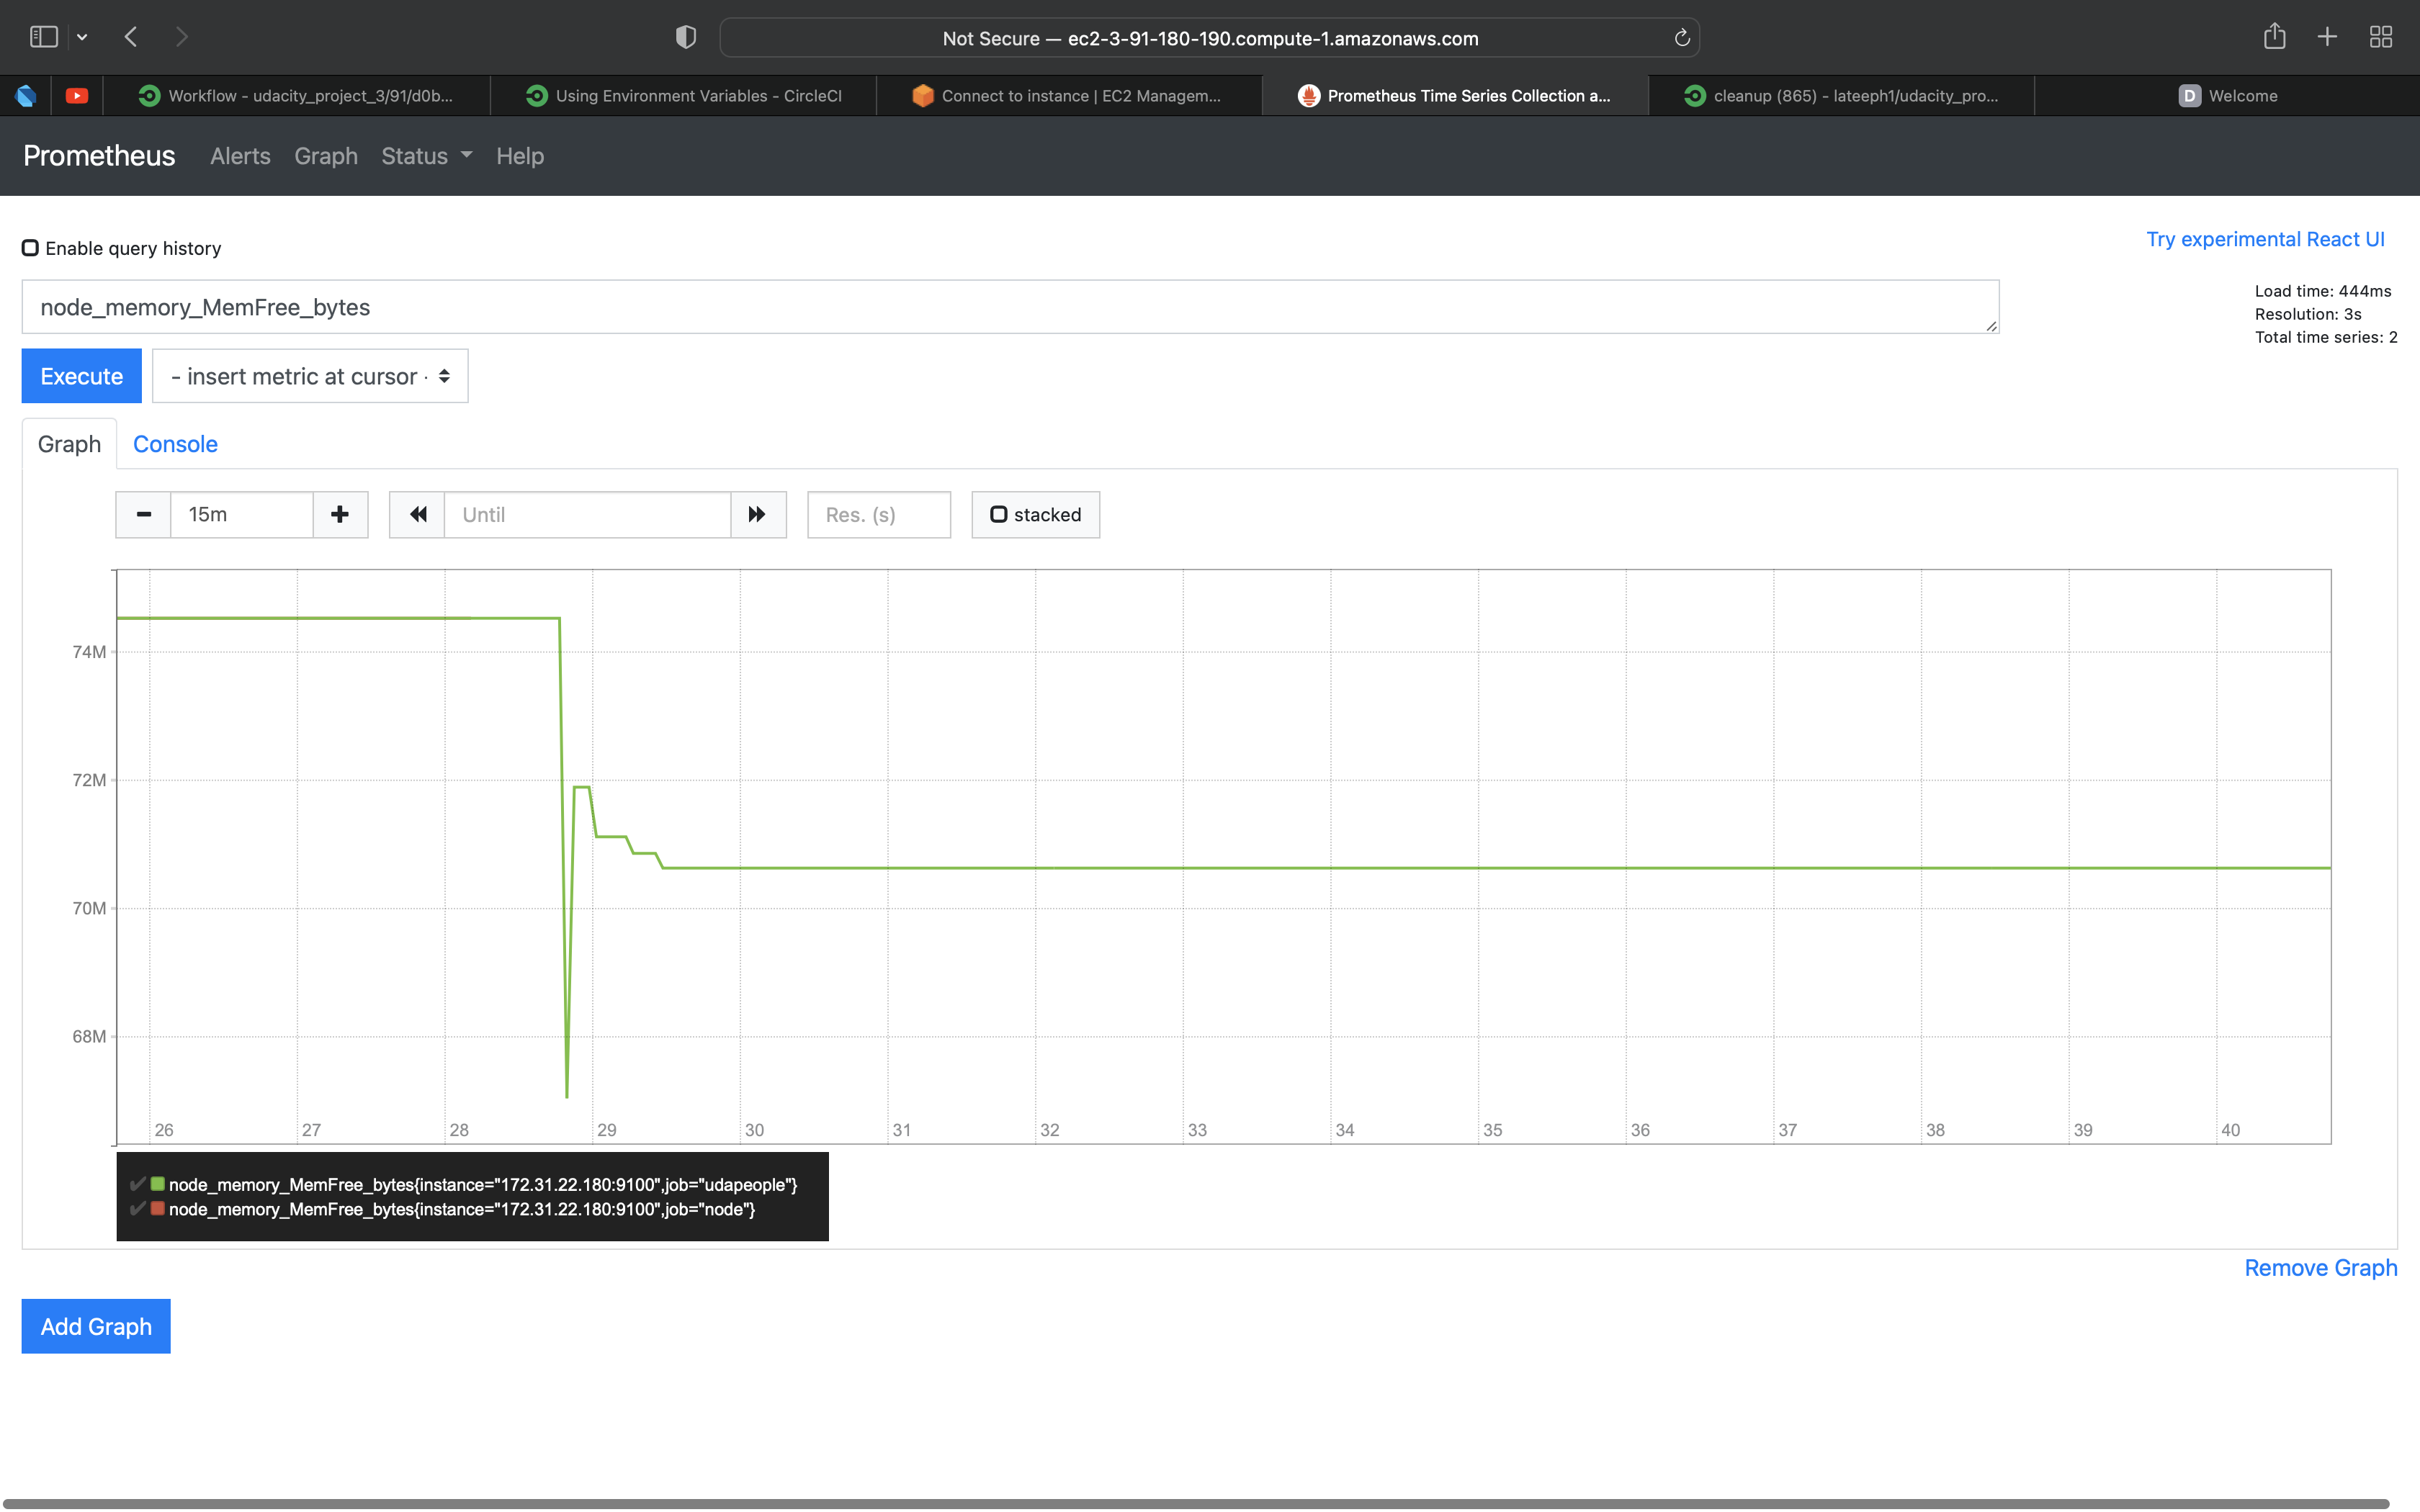 Not Secure — ec2-3-91-180-190.compute-1.amazonaws.com
Workflow - udacity_project_3/91/d0b...
Using Environment Variables - CircleCI
Connect to instance | EC2 Managem...
Prometheus Time Series Collection a...
cleanup (865) - lateeph1/udacity_pro...
D Welcome
Prometheus Alerts Graph Status Help
Enable query history
Try experimental React UI
node_memory_MemFree_bytes
Load time: 444ms
Resolution: 3s
Total time series: 2
Execute
- insert metric at cursor -
Graph Console
15m
Until
Res. (s)
stacked
74M
72M
70M
68M
26 27 28 29 30 31 32 33 34 35 36 37 38 39 40
node_memory_MemFree_bytes{instance="172.31.22.180:9100",job="udapeople"}
node_memory_MemFree_bytes{instance="172.31.22.180:9100",job="node"}
Remove Graph
Add Graph